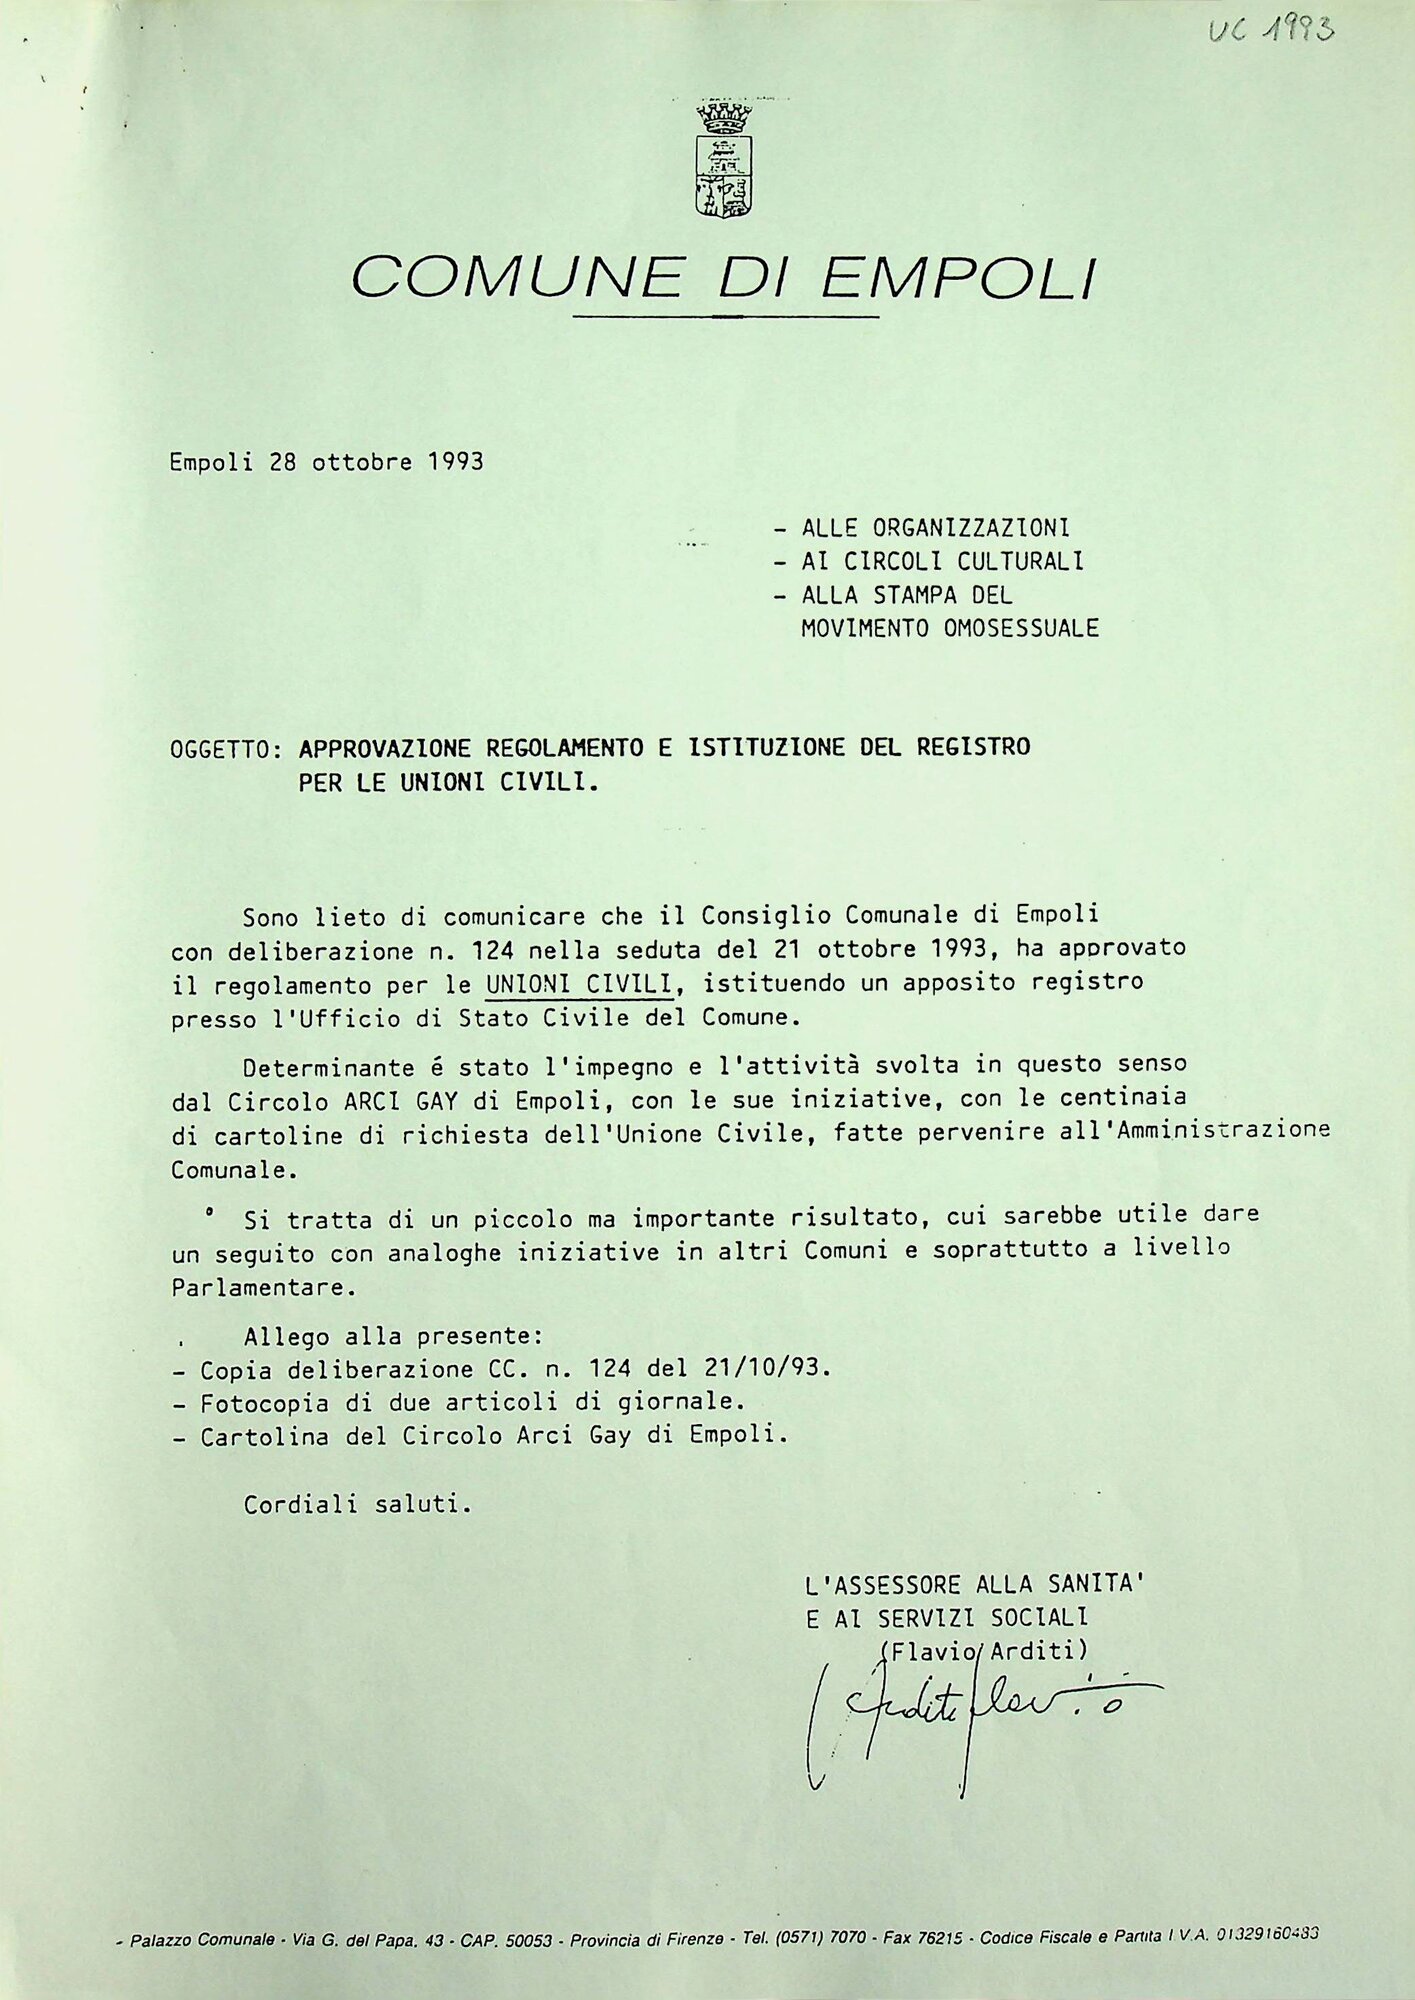 UC 1993
COMUNE DI EMPOLI
Empoli 28 ottobre 1993
- ALLE ORGANIZZAZIONI
- AI CIRCOLI CULTURALI
- ALLA STAMPA DEL
MOVIMENTO OMOSESSUALE
OGGETTO: APPROVAZIONE REGOLAMENTO E ISTITUZIONE DEL REGISTRO
PER LE UNIONI CIVILI.
Sono lieto di comunicare che il Consiglio Comunale di Empoli
con deliberazione n. 124 nella seduta del 21 ottobre 1993, ha approvato
il regolamento per le UNIONI CIVILI, istituendo un apposito registro
presso l'Ufficio di Stato Civile del Comune.
Determinante é stato l'impegno e l'attività svolta in questo senso
dal Circolo ARCI GAY di Empoli, con le sue iniziative, con le centinaia
di cartoline di richiesta dell'Unione Civile, fatte pervenire all'Amministrazione
Comunale.
Si tratta di un piccolo ma importante risultato, cui sarebbe utile dare
un seguito con analoghe iniziative in altri Comuni e soprattutto a livello
Parlamentare.
Allego alla presente:
- Copia deliberazione CC. n. 124 del 21/10/93.
- Fotocopia di due articoli di giornale.
- Cartolina del Circolo Arci Gay di Empoli.
Cordiali saluti.
L'ASSESSORE ALLA SANITA'
E AI SERVIZI SOCIALI
(Flavio Arditi)
Arditi Flavio
- Palazzo Comunale - Via G. del Papa, 43 - CAP. 50053 - Provincia di Firenze - Tel. (0571) 7070 - Fax 76215 - Codice Fiscale e Partita I.V.A. 01329160483